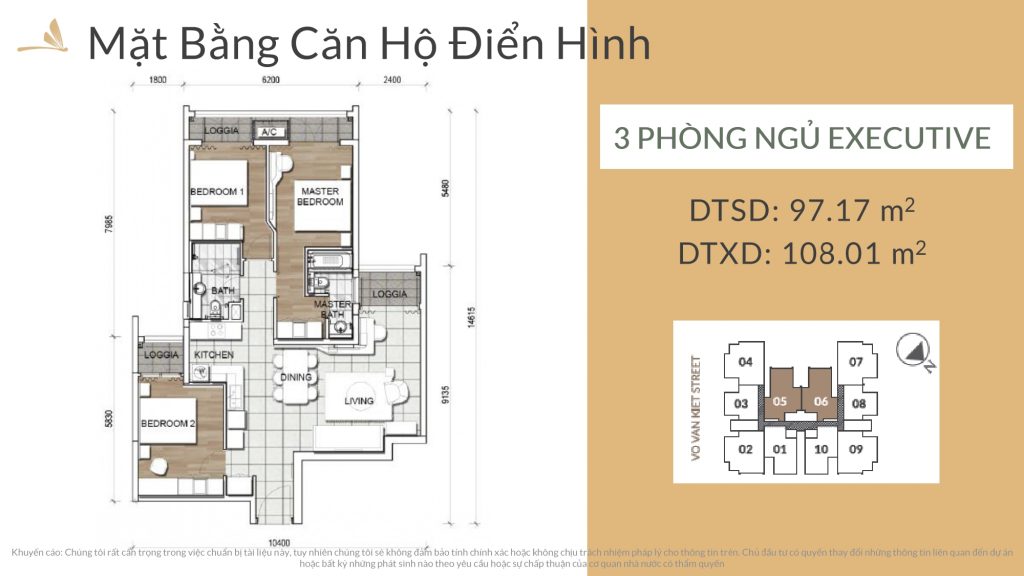 Mặt Bằng Căn Hộ Điển Hình
1800 6200 2400
LOGGIA A/C
BEDROOM 1
MASTER
BEDROOM
5480
7985
BATH
MASTER
BATH
LOGGIA
14615
LOGGIA
KITCHEN
DINING
LIVING
9135
5830
BEDROOM 2
10400
3 PHÒNG NGỦ EXECUTIVE
DTSD: 97.17 m²
DTXD: 108.01 m²
VO VAN KIET STREET
N
04 07
03 05 06 08
02 01 10 09
Khuyến cáo: Chúng tôi rất cẩn trọng trong việc chuẩn bị tài liệu này, tuy nhiên chúng tôi sẽ không đảm bảo tính chính xác hoặc không chịu trách nhiệm pháp lý cho thông tin trên. Chủ đầu tư có quyền thay đổi những thông tin liên quan đến dự án
hoặc bất kỳ những phát sinh nào theo yêu cầu hoặc sự chấp thuận của cơ quan nhà nước có thẩm quyền